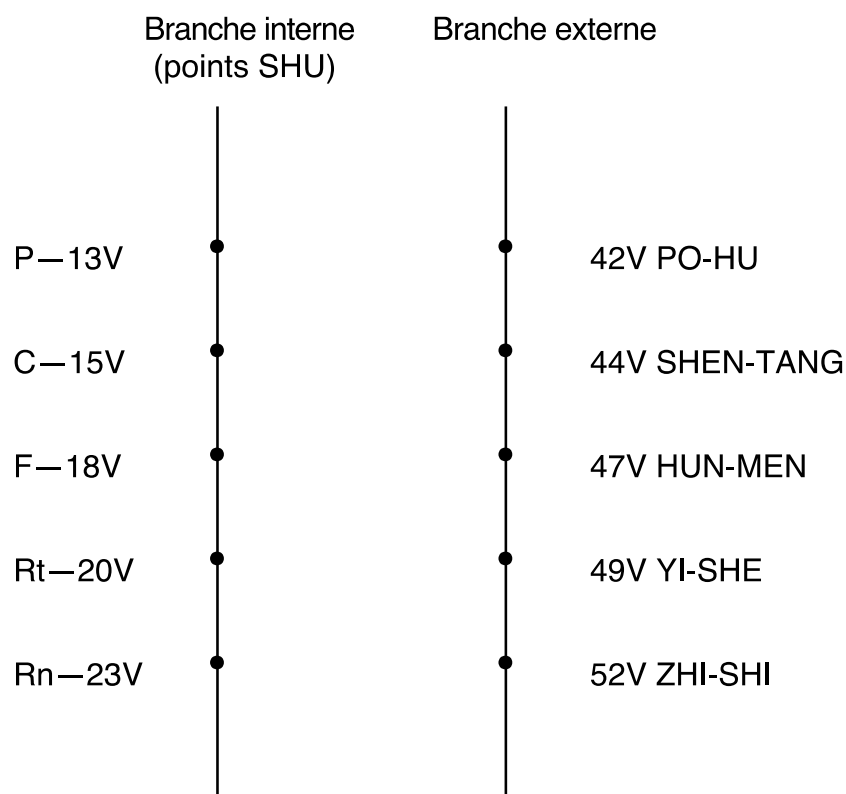 Branche interne
(points SHU)
Branche externe
P—13V
42V PO-HU
C—15V
44V SHEN-TANG
F—18V
47V HUN-MEN
Rt—20V
49V YI-SHE
Rn—23V
52V ZHI-SHI